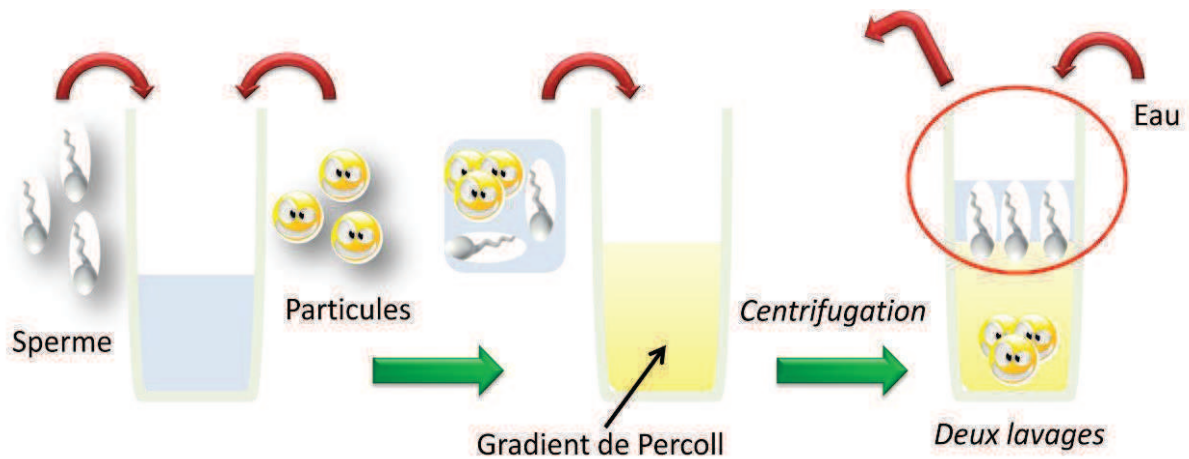 Sperme
Particules
Gradient de Percoll
Centrifugation
Eau
Deux lavages